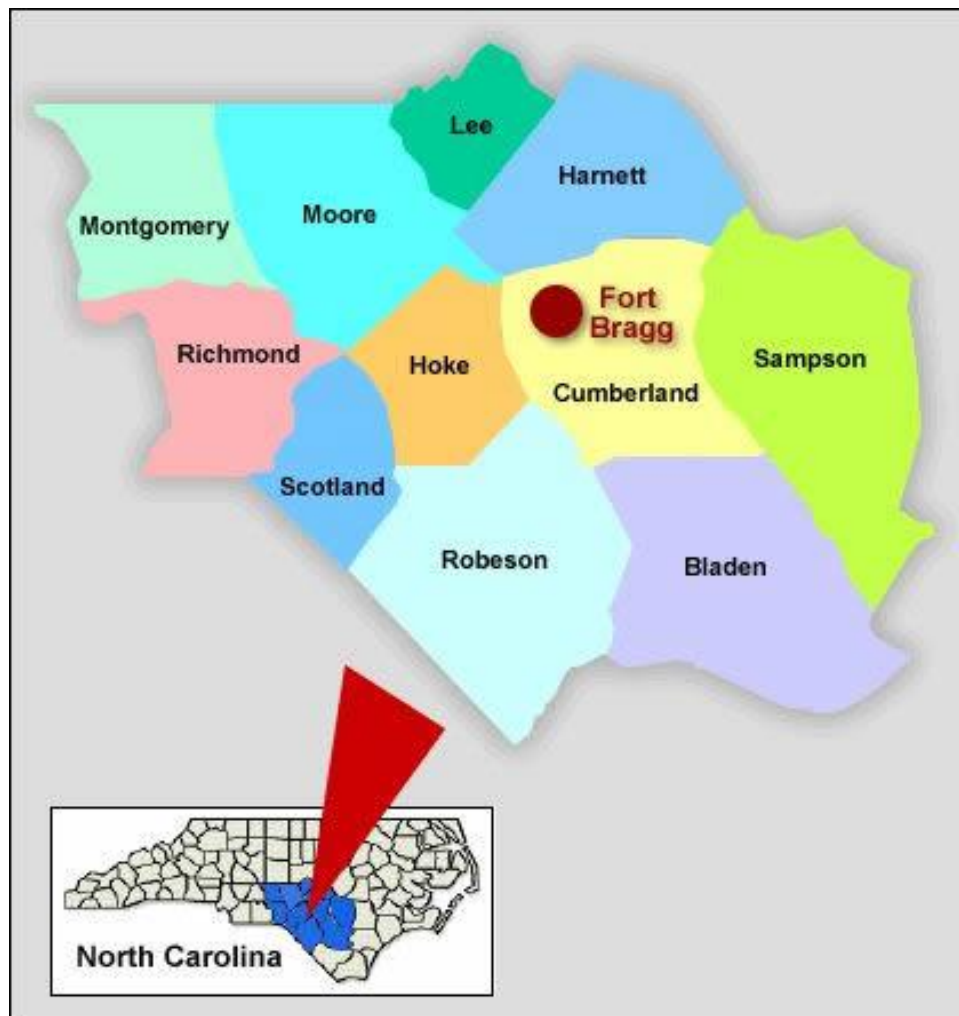 Lee
Harnett
Moore
Montgomery
Fort
Bragg
Richmond
Hoke
Sampson
Cumberland
Scotland
Robeson
Bladen
North Carolina